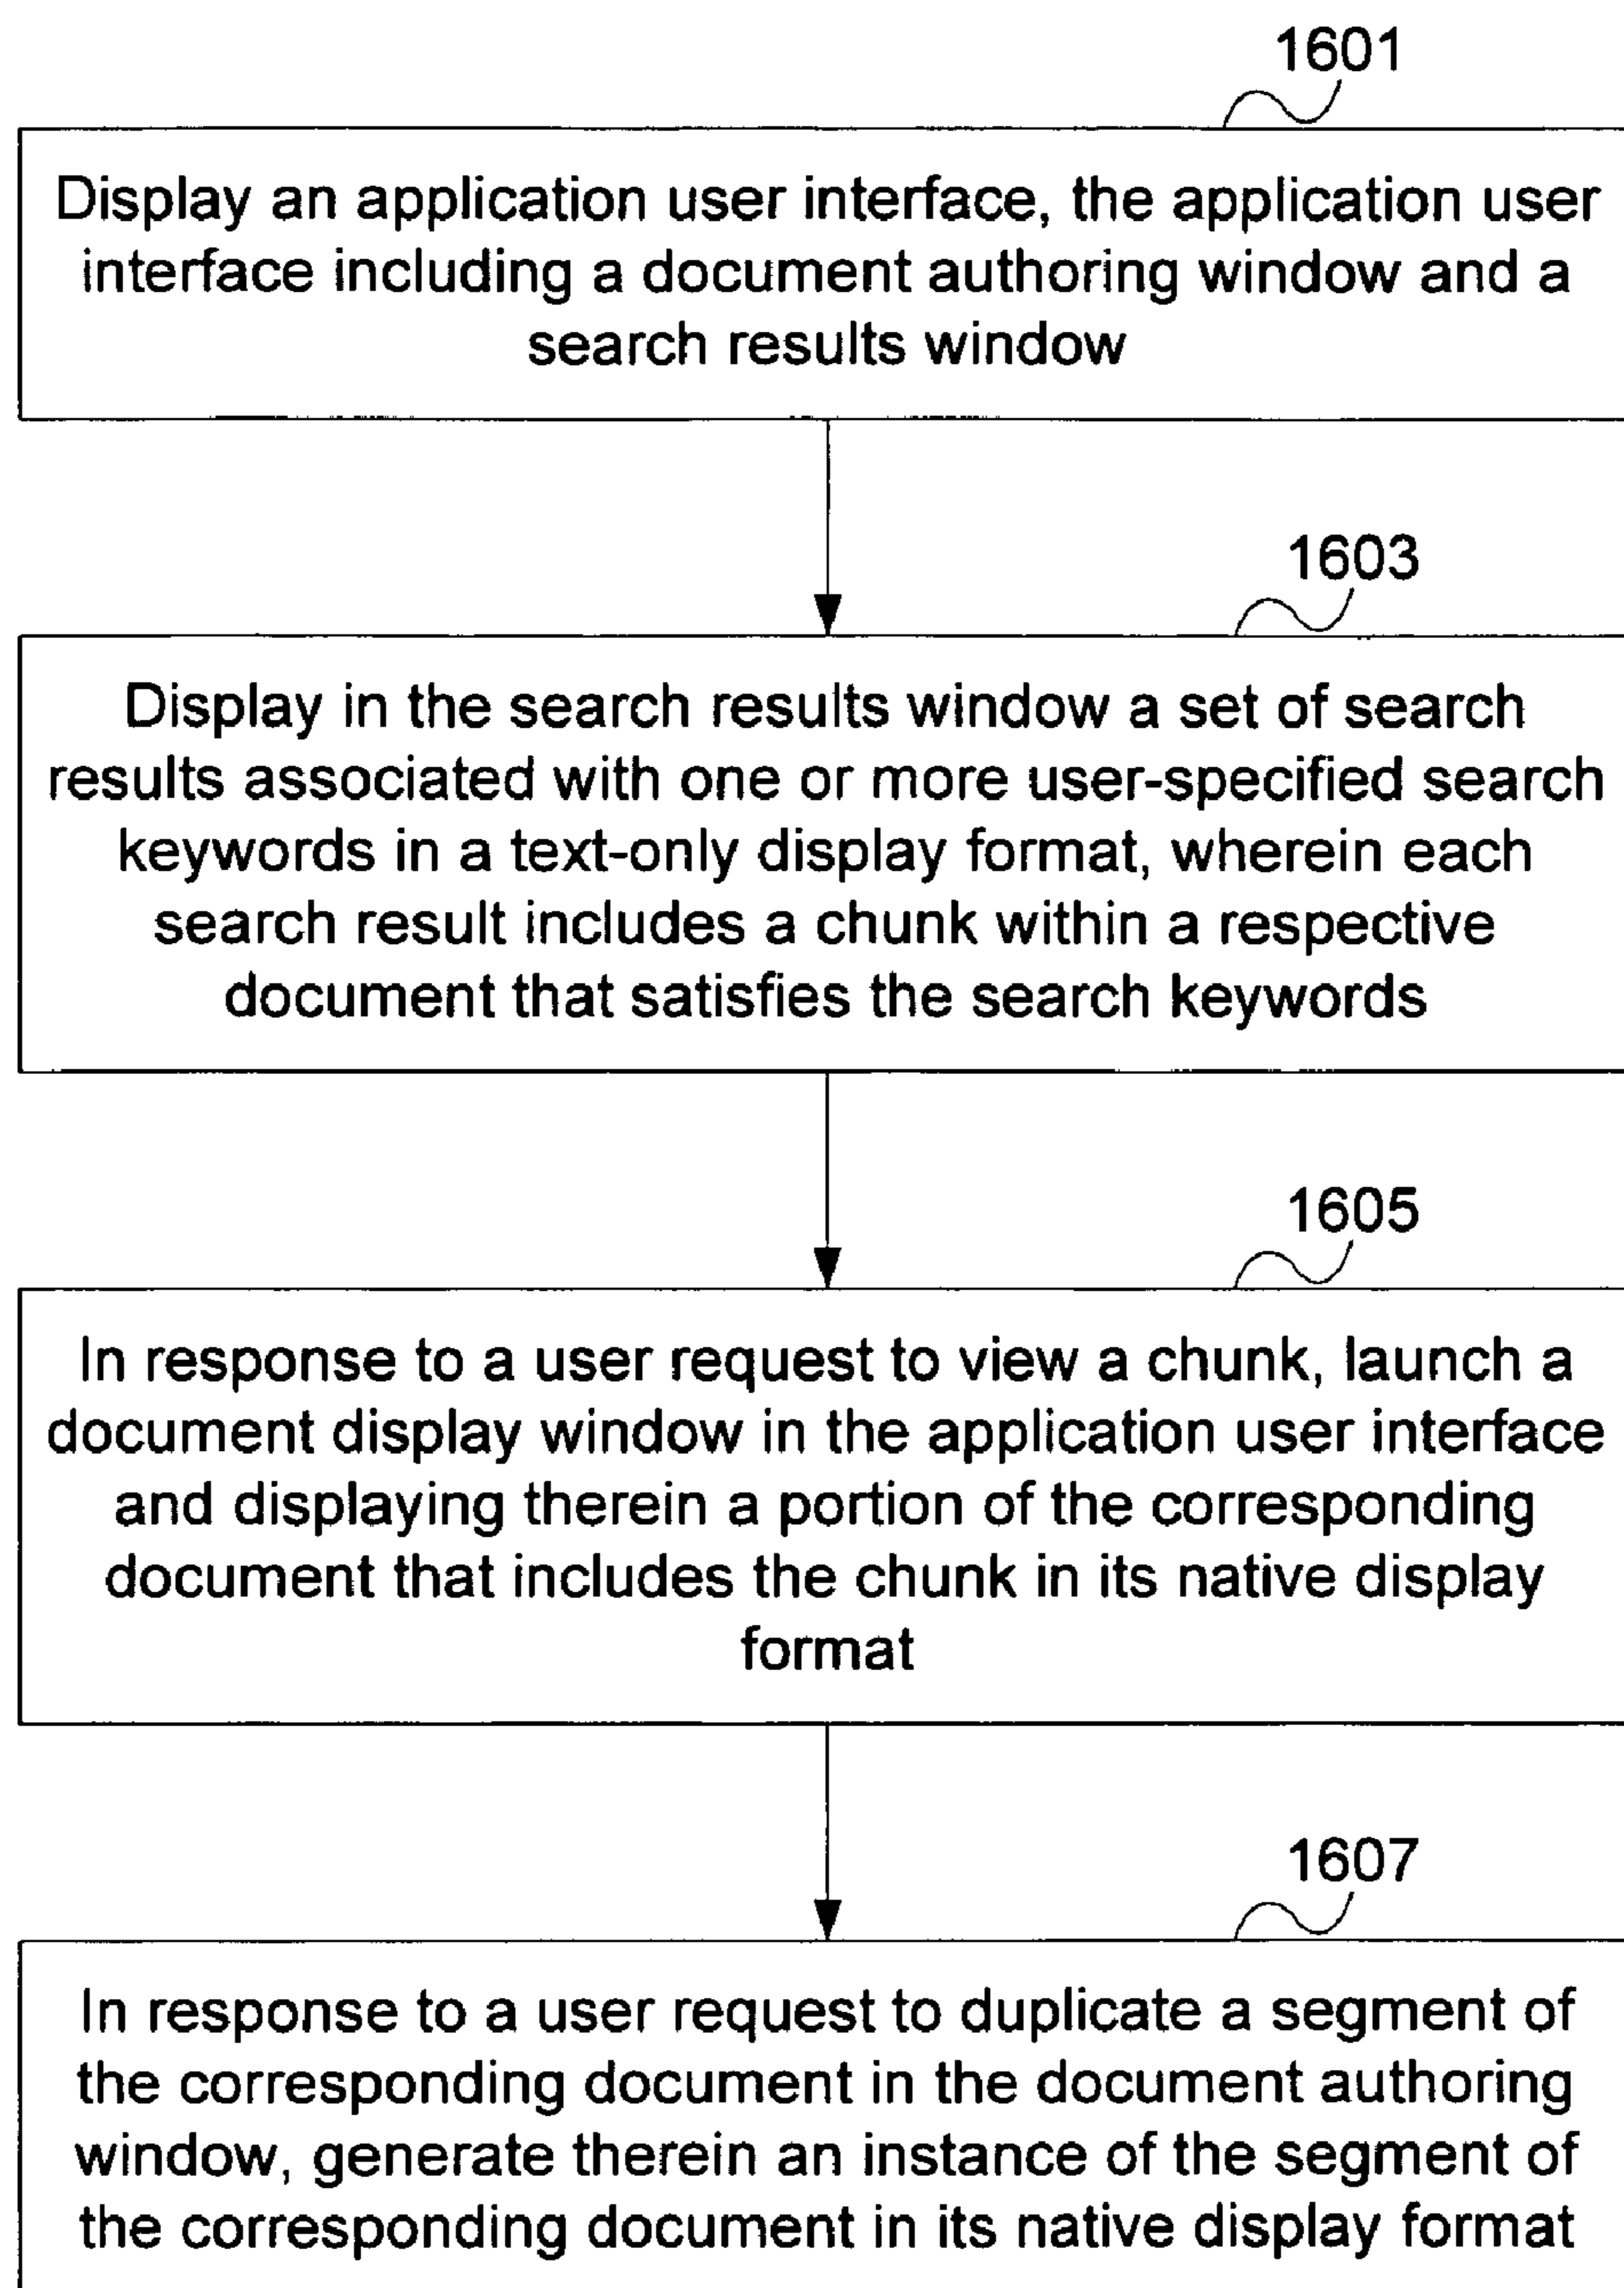 1601
Display an application user interface, the application user
interface including a document authoring window and a
search results window
1603
Display in the search results window a set of search
results associated with one or more user-specified search
keywords in a text-only display format, wherein each
search result includes a chunk within a respective
document that satisfies the search keywords
1605
In response to a user request to view a chunk, launch a
document display window in the application user interface
and displaying therein a portion of the corresponding
document that includes the chunk in its native display
format
1607
In response to a user request to duplicate a segment of
the corresponding document in the document authoring
window, generate therein an instance of the segment of
the corresponding document in its native display format